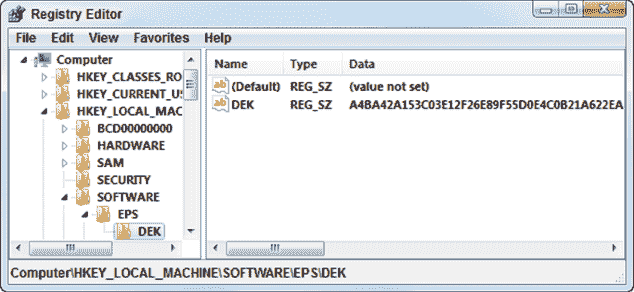 Registry Editor
File Edit View Favorites Help
Computer
HKEY_CLASSES_RO
HKEY_CURRENT_US
HKEY_LOCAL_MAC
BCD00000000
HARDWARE
SAM
SECURITY
SOFTWARE
EPS
DEK
Name Type Data
(Default) REG_SZ (value not set)
DEK REG_SZ A4BA42A153C03E12F26E89F55D0E4C0B21A622EA
Computer\HKEY_LOCAL_MACHINE\SOFTWARE\EPS\DEK